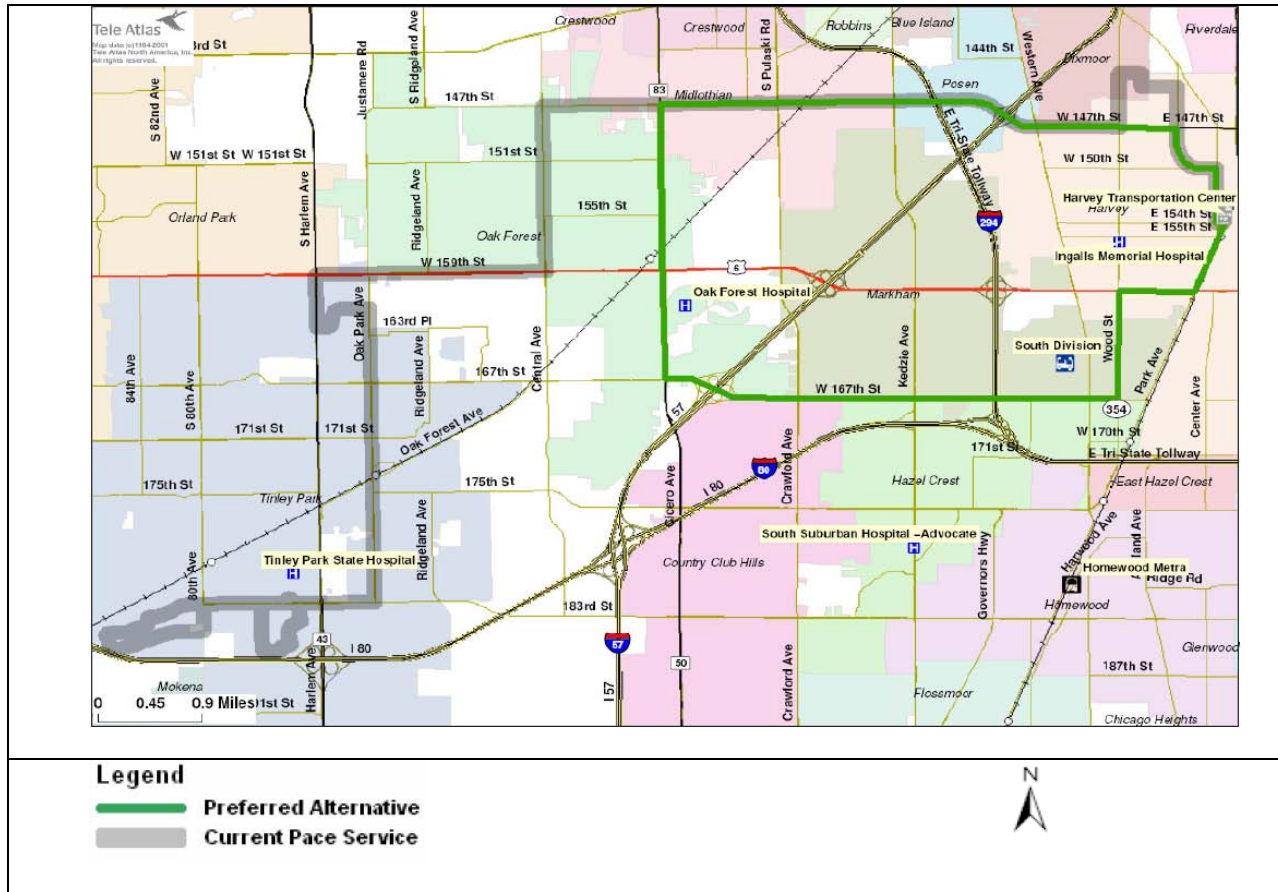 Tele Atlas
Map data (c)1984-2001
Tele Atlas North America, Inc.
All rights reserved.
3rd St
S 82nd Ave
Justamere Rd
S Ridgeland Ave
Crestwood
Crestwood
S Pulaski Rd
Robbins
Blue Island
144th St
Western Ave
Dixmoor
Riverdale
147th St
83
Midlothian
Posen
W 147th St
E 147th St
E Tri-State Tollway
W 151st St
W 151st St
151st St
W 150th St
S Harlem Ave
Ridgeland Ave
Orland Park
Oak Forest
155th St
294
Harvey Transportation Center
Harvey
E 154th St
E 155th St
Ingalls Memorial Hospital
H
W 159th St
6
Oak Forest Hospital
H
Markham
Oak Park Ave
163rd Pl
Ridgeland Ave
Central Ave
167th St
Kedzie Ave
South Division
Wood St
Park Ave
Center Ave
84th Ave
S 80th Ave
W 167th St
354
57
171st St
171st St
Oak Forest Ave
W 170th St
171st St
E Tri-State Tollway
80
I 80
Cicero Ave
Crawford Ave
175th St
175th St
Tinley Park
Hazel Crest
East Hazel Crest
Ridgeland Ave
South Suburban Hospital -Advocate
H
Governors Hwy
Harwood Ave
Tinley Park State Hospital
H
80th Ave
Country Club Hills
Homewood Metra
Ridge Rd
Homewood
183rd St
43
I 80
57
I 57
50
Crawford Ave
187th St
Glenwood
Mokena
Harlem Ave
Flossmoor
Chicago Heights
0 0.45 0.9 Miles
91st St
Legend
Preferred Alternative
Current Pace Service
N